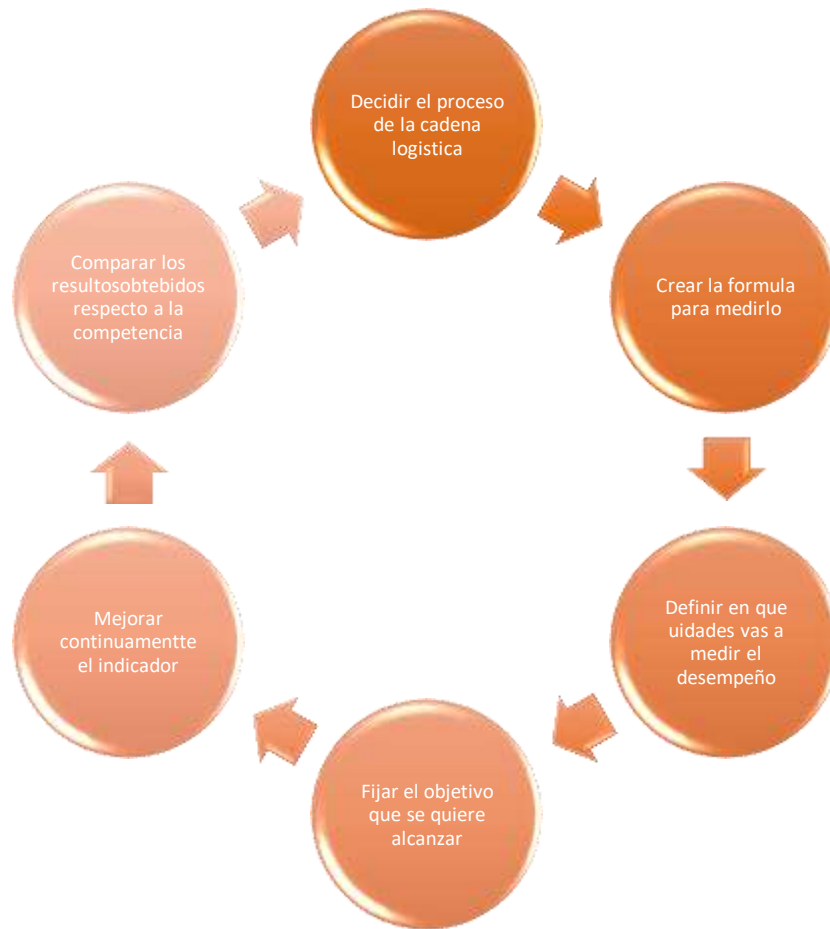 Decidir el proceso
de la cadena
logistica
Crear la formula
para medirlo
Definir en que
uidades vas a
medir el
desempeño
Fijar el objetivo
que se quiere
alcanzar
Mejorar
continuamentte
el indicador
Comparar los
resultosobtebidos
respecto a la
competencia